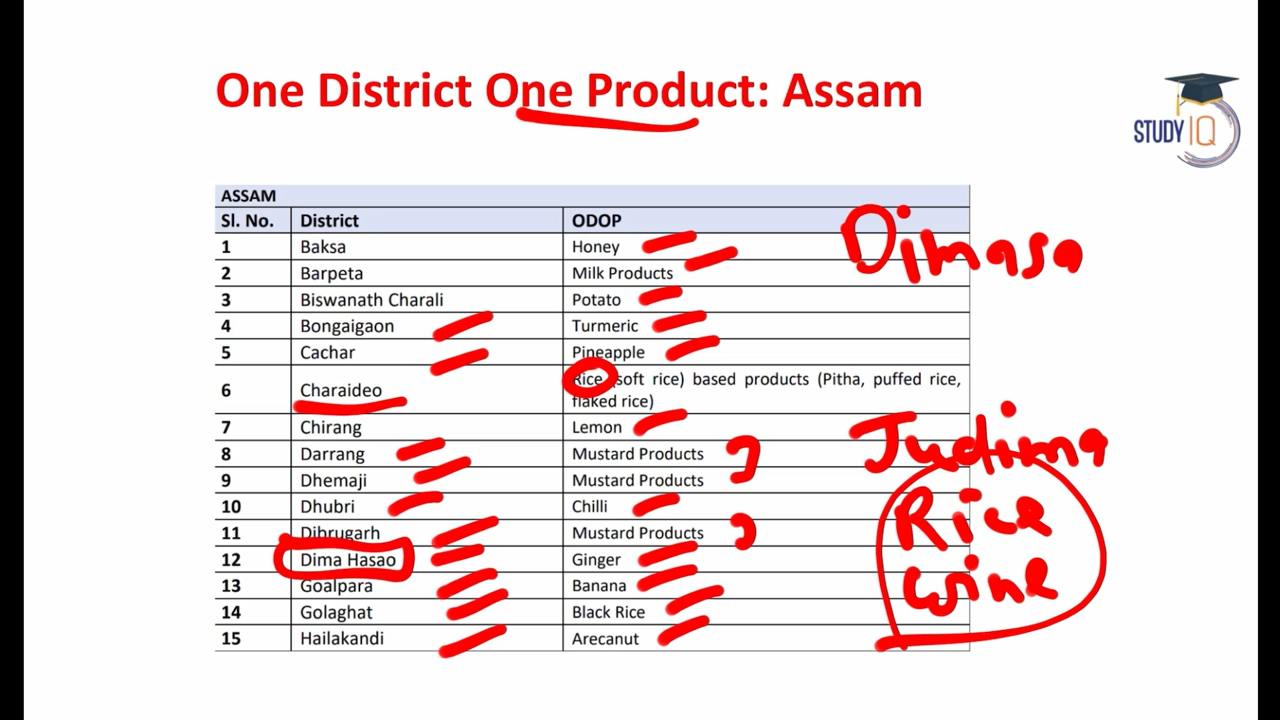 One District One Product: Assam
STUDY IQ
ASSAM
Sl. No. District ODOP
1 Baksa Honey
2 Barpeta Milk Products
3 Biswanath Charali Potato
4 Bongaigaon Turmeric
5 Cachar Pineapple
6 Charaideo Rice (soft rice) based products (Pitha, puffed rice,
flaked rice)
7 Chirang Lemon
8 Darrang Mustard Products
9 Dhemaji Mustard Products
10 Dhubri Chilli
11 Dibrugarh Mustard Products
12 Dima Hasao Ginger
13 Goalpara Banana
14 Golaghat Black Rice
15 Hailakandi Arecanut
Dimasa
Judima
Rice
wine